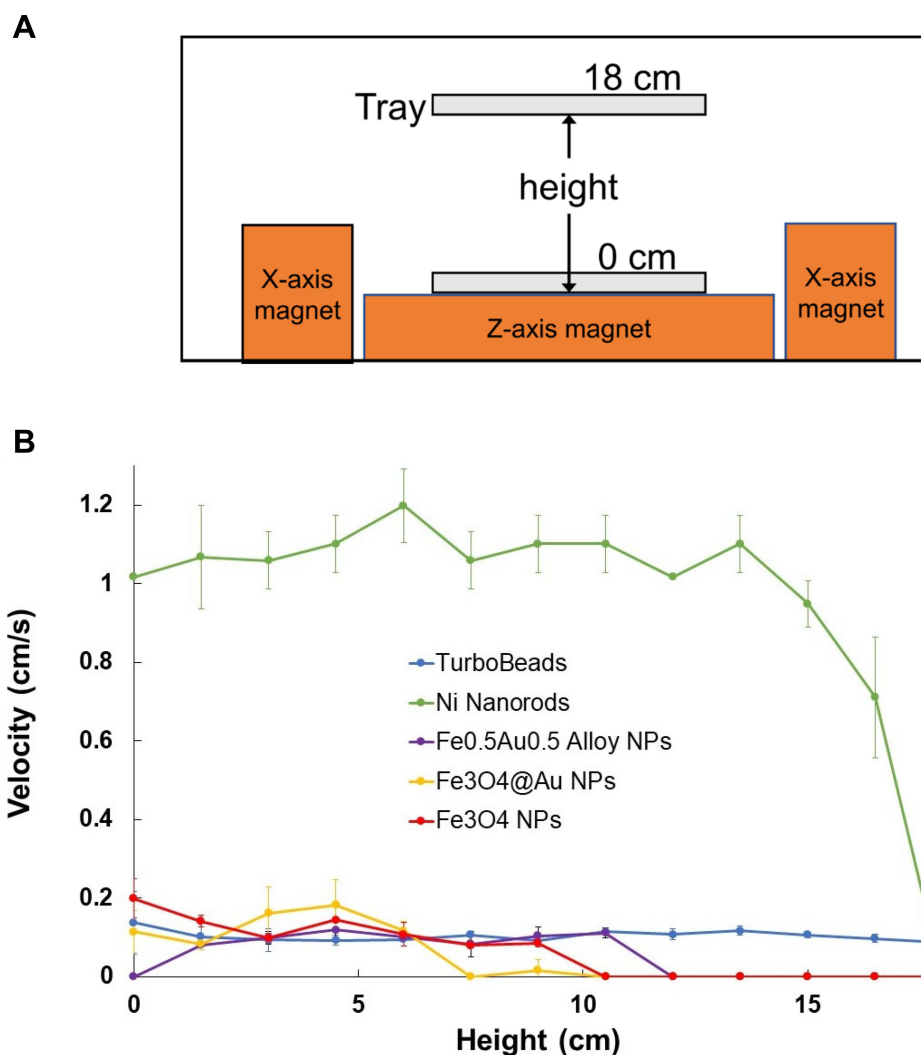 A
18 cm
Tray
height
0 cm
X-axis
magnet
Z-axis magnet
X-axis
magnet
B
Velocity (cm/s)
1.2
1
0.8
0.6
0.4
0.2
0
TurboBeads
Ni Nanorods
Fe0.5Au0.5 Alloy NPs
Fe3O4@Au NPs
Fe3O4 NPs
0 5 10 15
Height (cm)